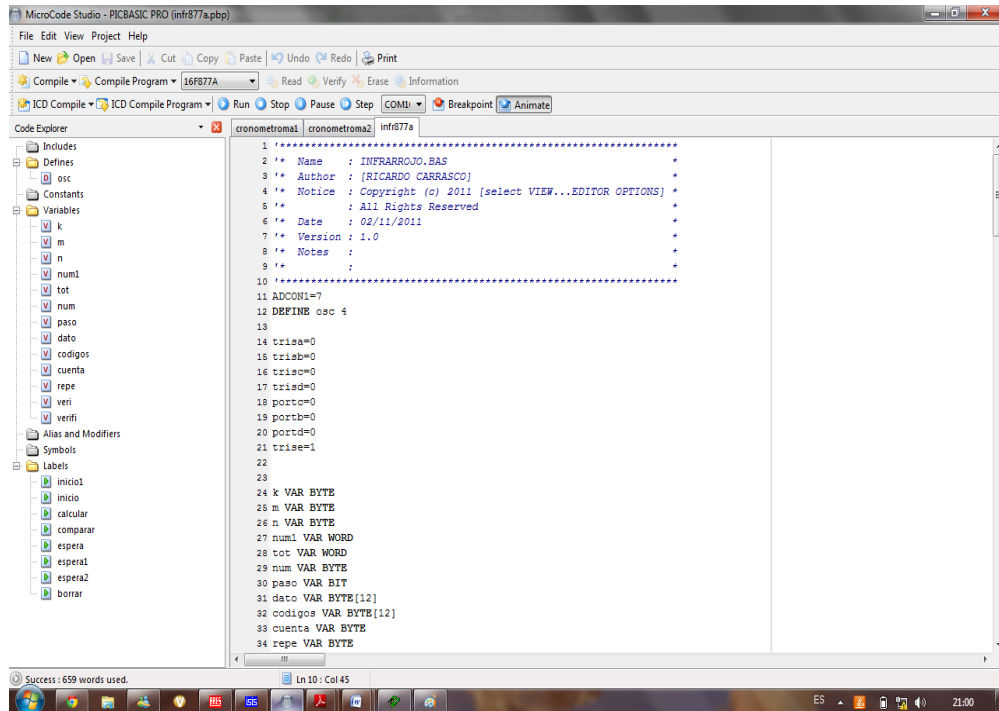 MicroCode Studio - PICBASIC PRO (infr877a.pbp)
File Edit View Project Help
New Open Save Cut Copy Paste Undo Redo Print
Compile Compile Program 16F877A Read Verify Erase Information
ICD Compile ICD Compile Program Run Stop Pause Step COM1 Breakpoint Animate
Code Explorer
Includes
Defines
D osc
Constants
Variables
V k
V m
V n
V num1
V tot
V num
V paso
V dato
V codigos
V cuenta
V repe
V veri
V verifi
Alias and Modifiers
Symbols
Labels
inicio1
inicio
calcular
comparar
espera
espera1
espera2
borrar
cronometroma1 cronometroma2 infr877a
1 '****************************************************************
2 '* Name : INFRARROJO.BAS *
3 '* Author : [RICARDO CARRASCO] *
4 '* Notice : Copyright (c) 2011 [select VIEW...EDITOR OPTIONS] *
5 '* : All Rights Reserved *
6 '* Date : 02/11/2011 *
7 '* Version : 1.0 *
8 '* Notes : *
9 '* : *
10 '****************************************************************
11 ADCON1=7
12 DEFINE osc 4
13
14 trisa=0
15 trisb=0
16 trisc=0
17 trisd=0
18 portc=0
19 portb=0
20 portd=0
21 trise=1
22
23
24 k VAR BYTE
25 m VAR BYTE
26 n VAR BYTE
27 num1 VAR WORD
28 tot VAR WORD
29 num VAR BYTE
30 paso VAR BIT
31 dato VAR BYTE[12]
32 codigos VAR BYTE[12]
33 cuenta VAR BYTE
34 repe VAR BYTE
Success : 659 words used. Ln 10 : Col 45
ISIS ES 21:00